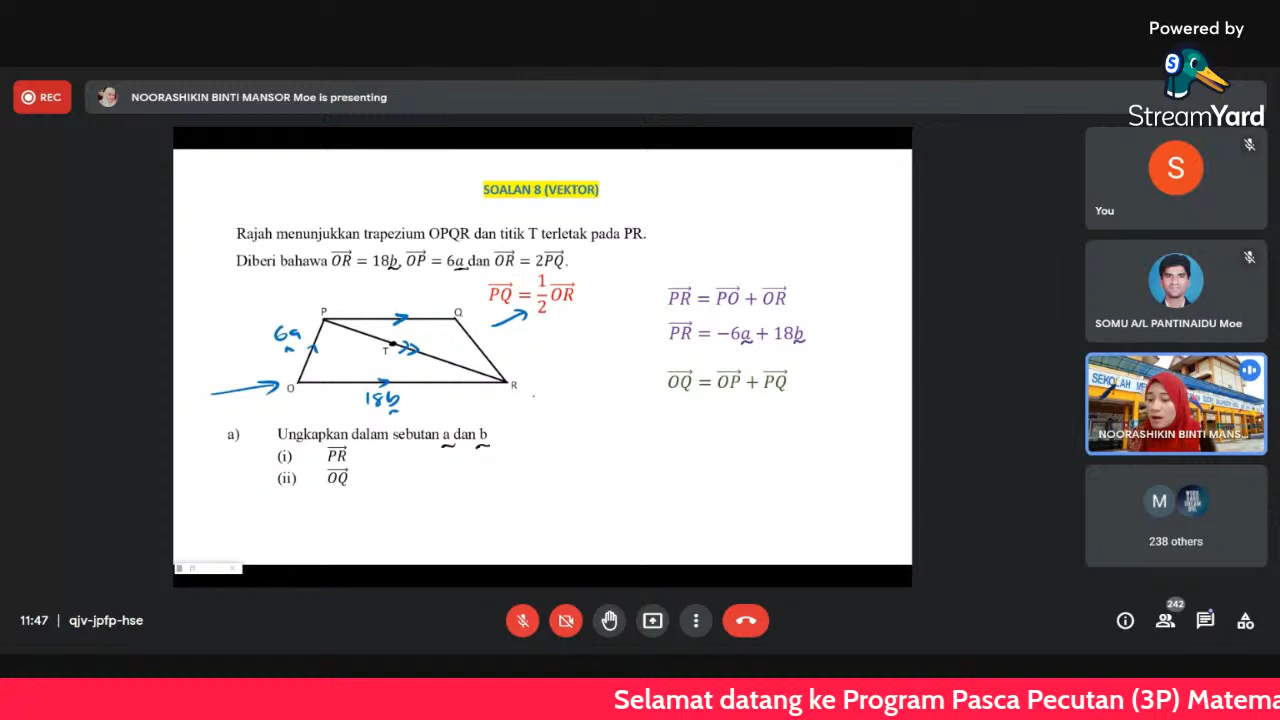 Powered by
StreamYard
REC
NOORASHIKIN BINTI MANSOR Moe is presenting
SOALAN 8 (VEKTOR)
Rajah menunjukkan trapezium OPQR dan titik T terletak pada PR.
Diberi bahawa OR = 18b, OP = 6a dan OR = 2PQ.
PQ = 1/2 OR
PR = PO + OR
PR = −6a + 18b
OQ = OP + PQ
P
Q
6a
T
O
R
18b
a) Ungkapkan dalam sebutan a dan b
(i) PR
(ii) OQ
S
You
SOMU A/L PANTINAIDU Moe
SEKOLAH
NOORASHIKIN BINTI MANS...
M
238 others
11:47 | qjv-jpfp-hse
242
Selamat datang ke Program Pasca Pecutan (3P) Matema